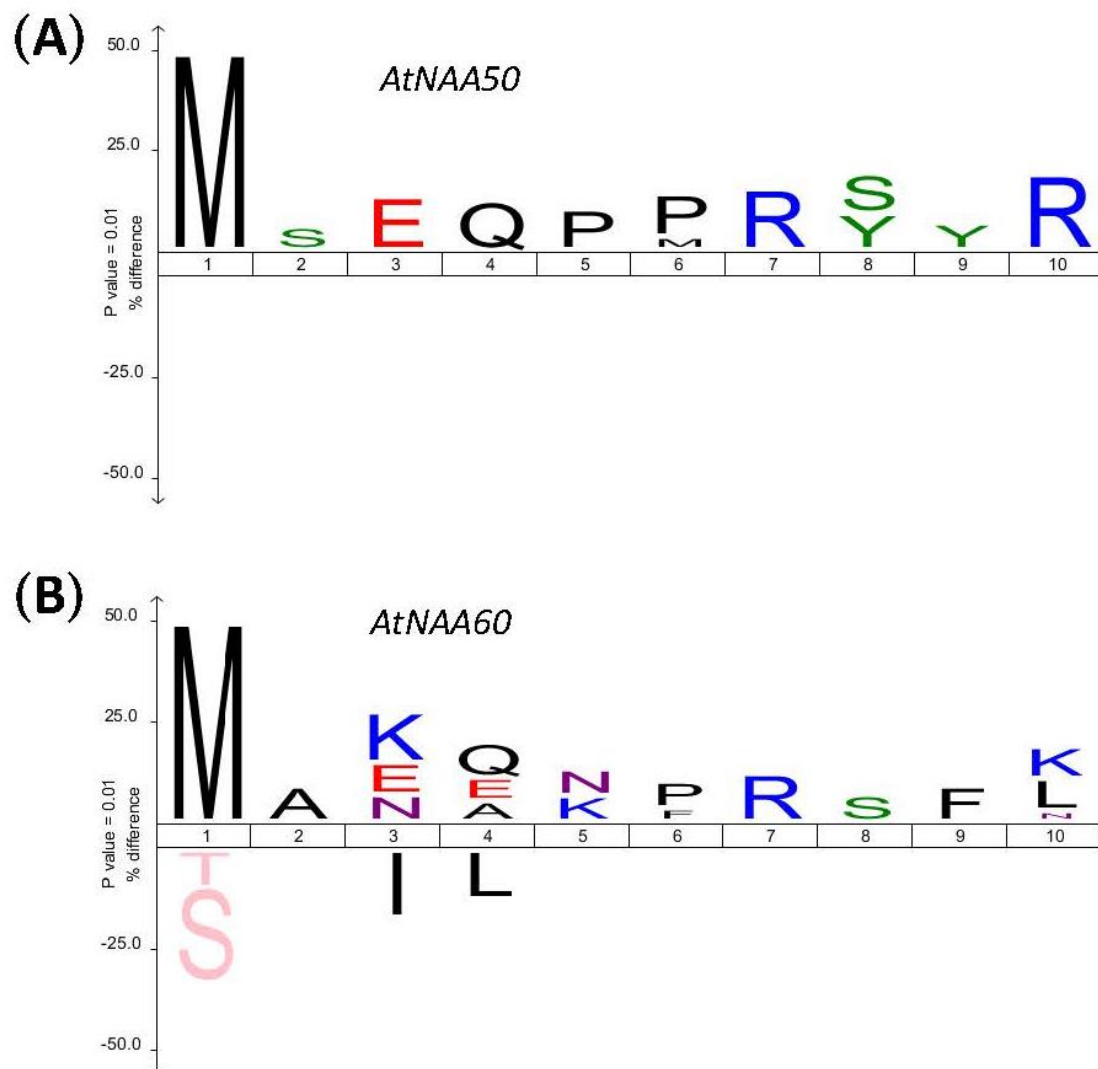 (A)
AtNAA50
50.0
25.0
P value = 0.01
% difference
-25.0
-50.0
S P S
M S E Q P M R Y Y R
1 2 3 4 5 6 7 8 9 10
(B)
AtNAA60
50.0
25.0
P value = 0.01
% difference
-25.0
-50.0
K Q K
E E N P L
M A N A K F R S F N
1 2 3 4 5 6 7 8 9 10
T I L
S